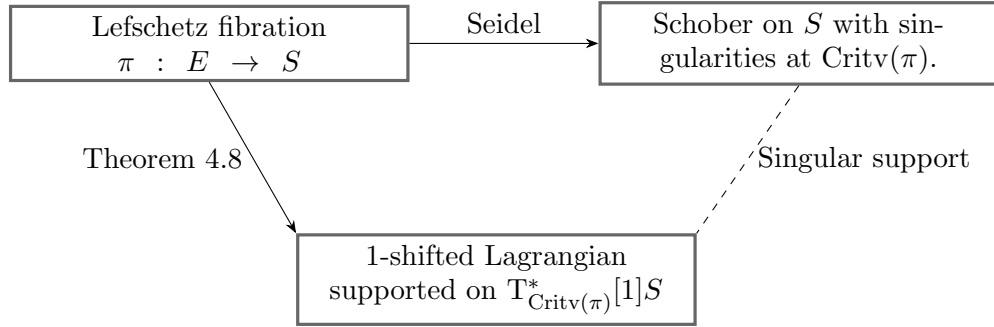 Lefschetz fibration
π : E → S
Seidel
Schober on S with sin-
gularities at Critv(π).
Theorem 4.8
Singular support
1-shifted Lagrangian
supported on T*_{Critv(π)}[1]S